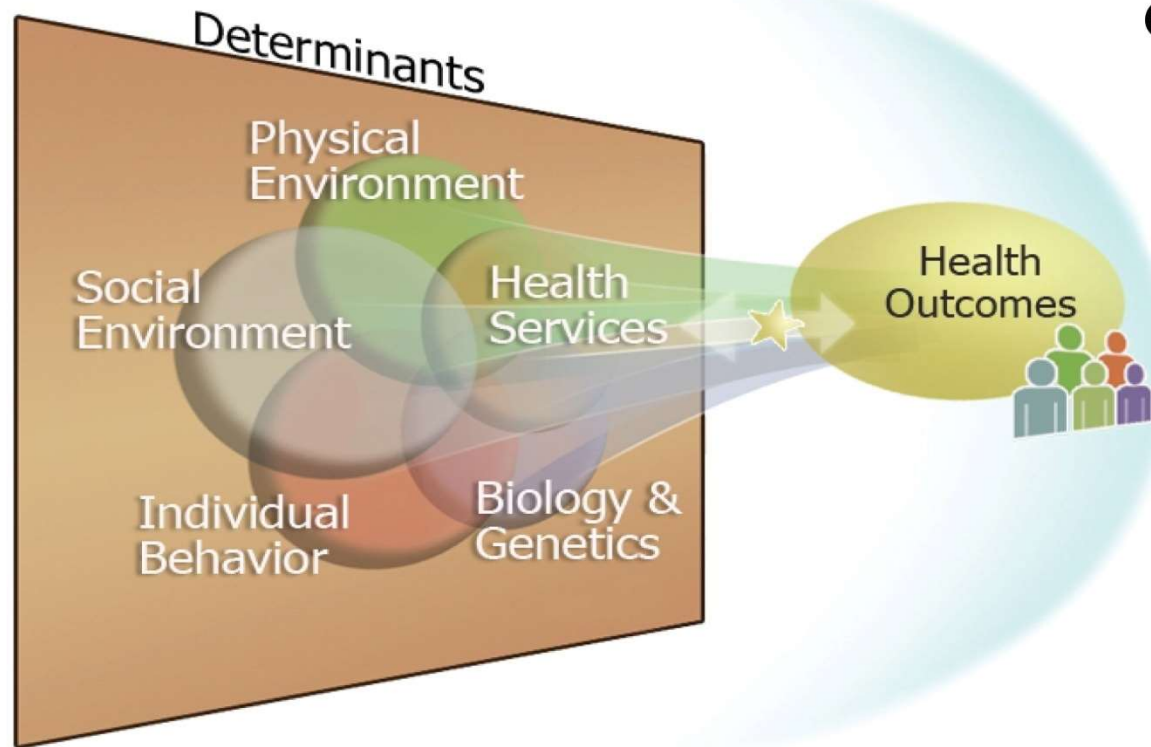 Determinants
Physical
Environment
Social
Environment
Health
Services
Individual
Behavior
Biology &
Genetics
Health
Outcomes